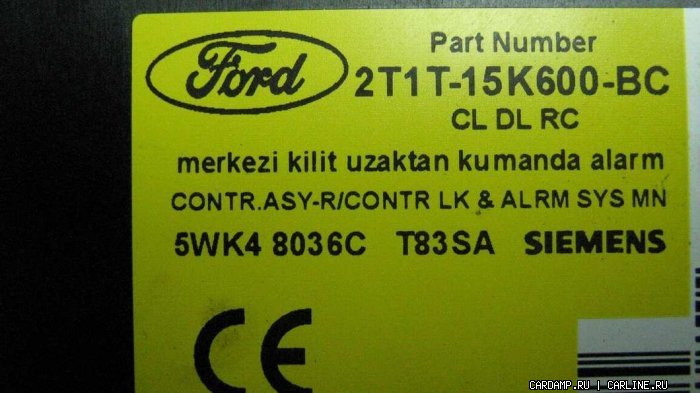 Ford
Part Number
2T1T-15K600-BC
CL DL RC
merkezi kilit uzaktan kumanda alarm
CONTR.ASY-R/CONTR LK & ALRM SYS MN
5WK4 8036C T83SA SIEMENS
CE
CARDAMP.RU | CARLINE.RU